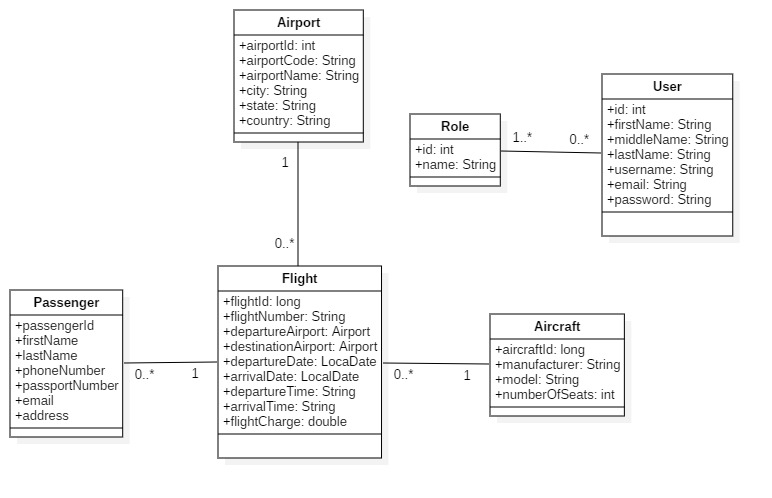 Airport
+airportId: int
+airportCode: String
+airportName: String
+city: String
+state: String
+country: String
1
0..*
Role
+id: int
+name: String
1..*
0..*
User
+id: int
+firstName: String
+middleName: String
+lastName: String
+username: String
+email: String
+password: String
Passenger
+passengerId
+firstName
+lastName
+phoneNumber
+passportNumber
+email
+address
0..*
1
Flight
+flightId: long
+flightNumber: String
+departureAirport: Airport
+destinationAirport: Airport
+departureDate: LocaDate
+arrivalDate: LocalDate
+departureTime: String
+arrivalTime: String
+flightCharge: double
0..*
1
Aircraft
+aircraftId: long
+manufacturer: String
+model: String
+numberOfSeats: int